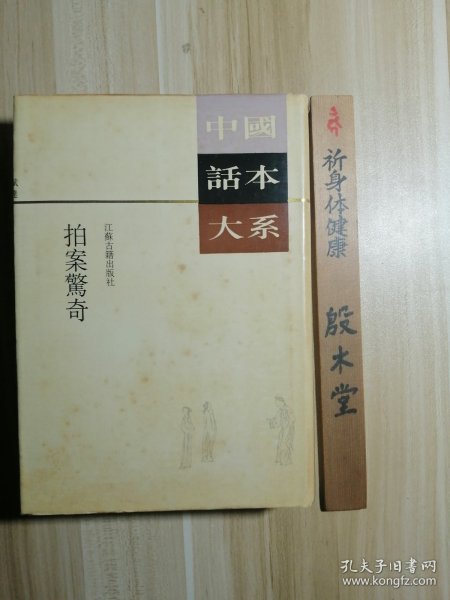 中國
話本
大系
江蘇古籍出版社
拍案驚奇
祈身体健康
殷木堂
孔夫子旧书网
www.kongfz.com